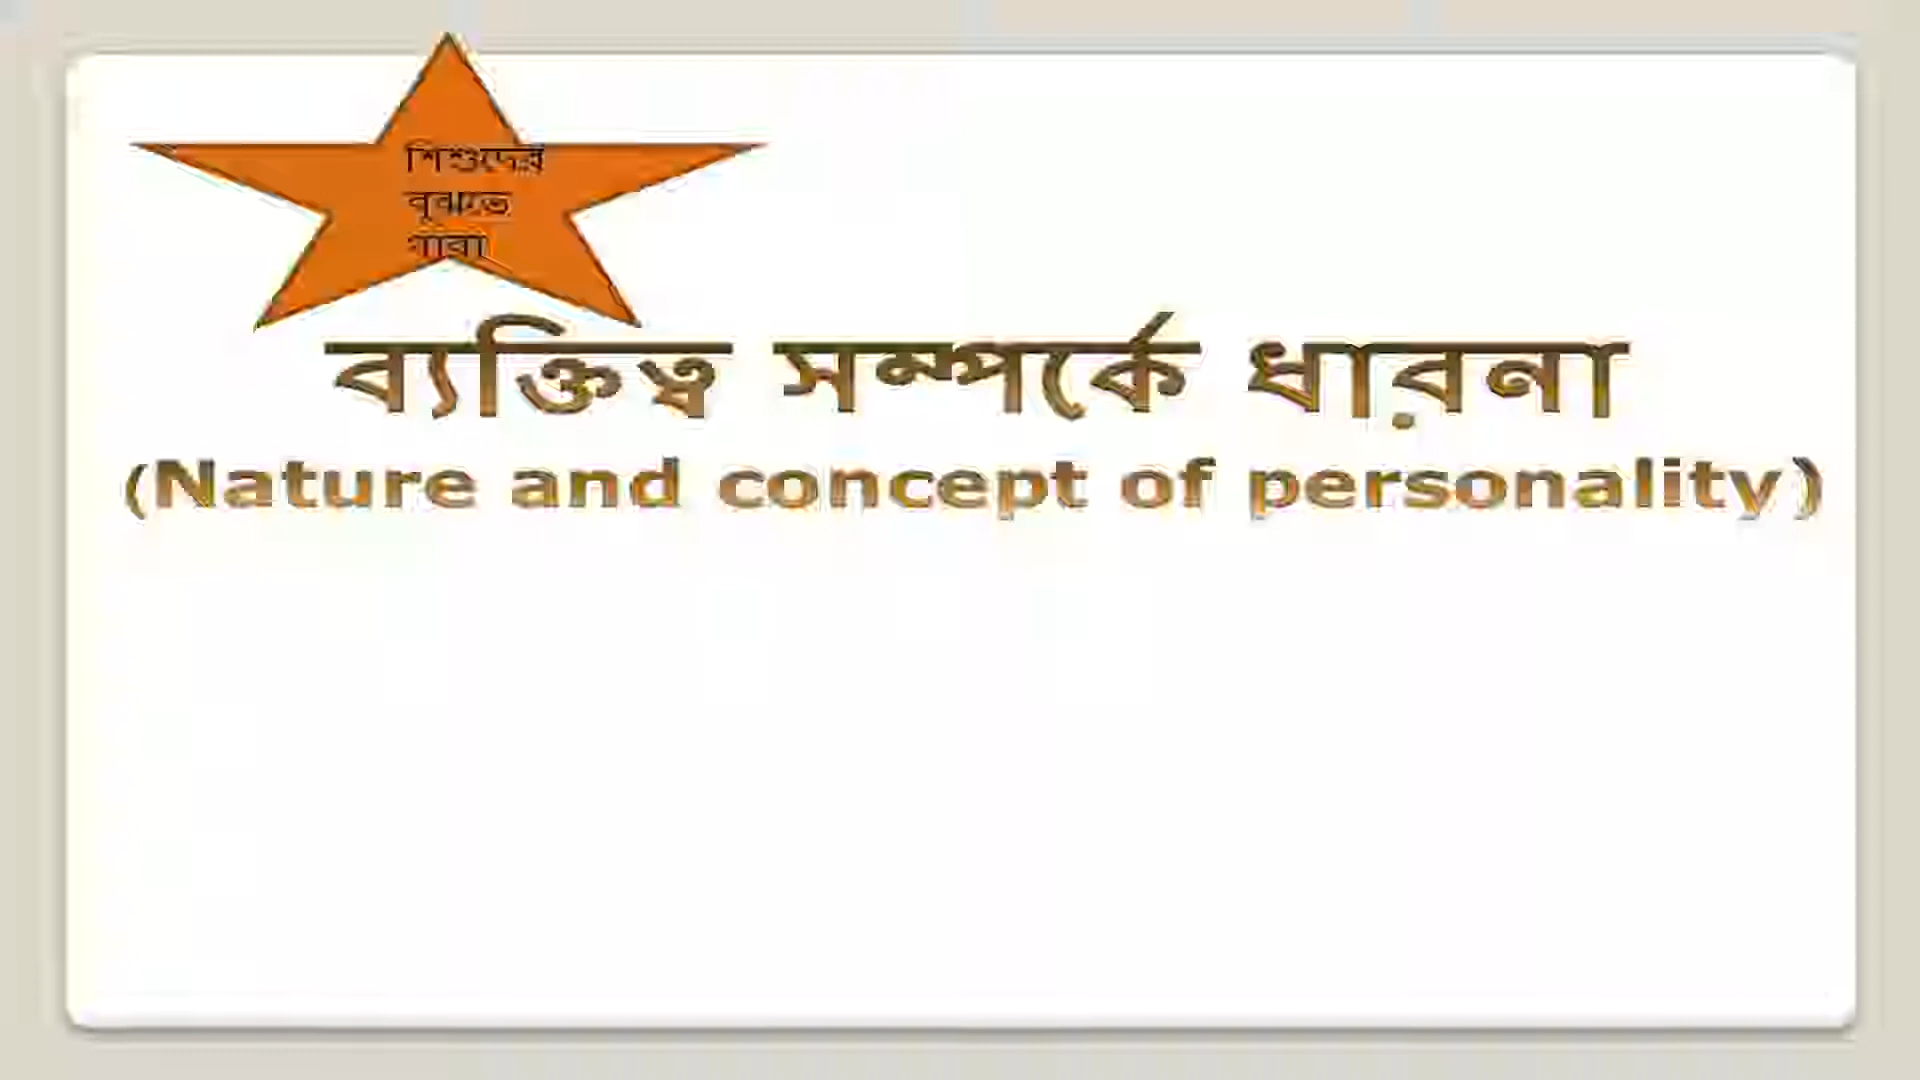 শিশুদের
বুঝতে
ব্যক্তিত্ব সম্পর্কে ধারনা
(Nature and concept of personality)